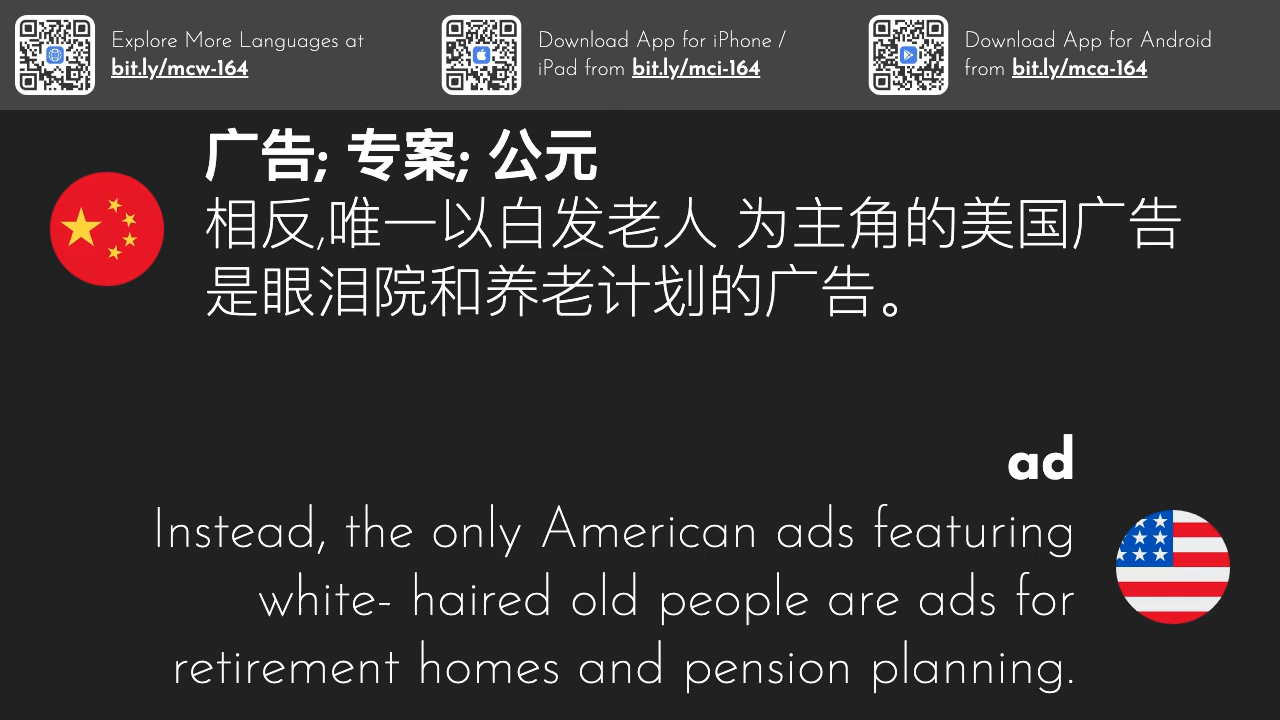 Explore More Languages at
bit.ly/mcw-164
Download App for iPhone /
iPad from bit.ly/mci-164
Download App for Android
from bit.ly/mca-164
广告; 专案; 公元
相反,唯一以白发老人 为主角的美国广告
是眼泪院和养老计划的广告。
ad
Instead, the only American ads featuring
white- haired old people are ads for
retirement homes and pension planning.